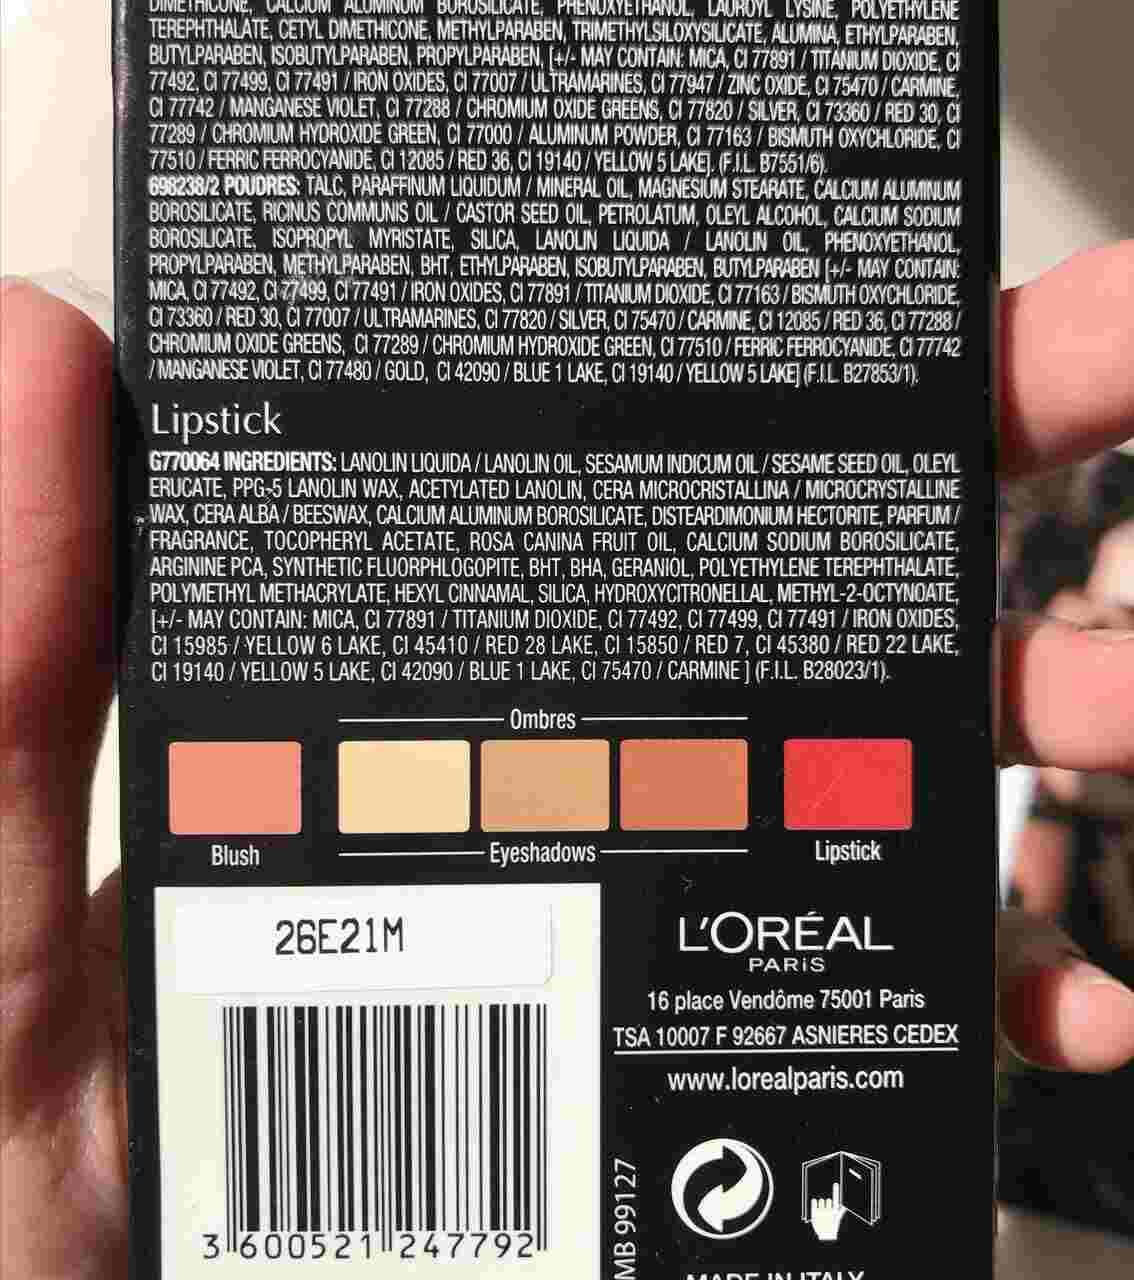 DIMETHICONE, CALCIUM ALUMINUM BOROSILICATE, PHENOXYETHANOL, LAUROYL LYSINE, POLYETHYLENE
TEREPHTHALATE, CETYL DIMETHICONE, METHYLPARABEN, TRIMETHYLSILOXYSILICATE, ALUMINA, ETHYLPARABEN,
BUTYLPARABEN, ISOBUTYLPARABEN, PROPYLPARABEN, [+/- MAY CONTAIN: MICA, CI 77891 / TITANIUM DIOXIDE, CI
77492, CI 77499, CI 77491 / IRON OXIDES, CI 77007 / ULTRAMARINES, CI 77947 / ZINC OXIDE, CI 75470 / CARMINE,
CI 77742 / MANGANESE VIOLET, CI 77288 / CHROMIUM OXIDE GREENS, CI 77820 / SILVER, CI 73360 / RED 30, CI
77289 / CHROMIUM HYDROXIDE GREEN, CI 77000 / ALUMINUM POWDER, CI 77163 / BISMUTH OXYCHLORIDE, CI
77510 / FERRIC FERROCYANIDE, CI 12085 / RED 36, CI 19140 / YELLOW 5 LAKE]. (F.I.L. B7551/6).
698238/2 POUDRES: TALC, PARAFFINUM LIQUIDUM / MINERAL OIL, MAGNESIUM STEARATE, CALCIUM ALUMINUM
BOROSILICATE, RICINUS COMMUNIS OIL / CASTOR SEED OIL, PETROLATUM, OLEYL ALCOHOL, CALCIUM SODIUM
BOROSILICATE, ISOPROPYL MYRISTATE, SILICA, LANOLIN LIQUIDA / LANOLIN OIL, PHENOXYETHANOL,
PROPYLPARABEN, METHYLPARABEN, BHT, ETHYLPARABEN, ISOBUTYLPARABEN, BUTYLPARABEN [+/- MAY CONTAIN:
MICA, CI 77492, CI 77499, CI 77491 / IRON OXIDES, CI 77891 / TITANIUM DIOXIDE, CI 77163 / BISMUTH OXYCHLORIDE,
CI 73360 / RED 30, CI 77007 / ULTRAMARINES, CI 77820 / SILVER, CI 75470 / CARMINE, CI 12085 / RED 36, CI 77288 /
CHROMIUM OXIDE GREENS, CI 77289 / CHROMIUM HYDROXIDE GREEN, CI 77510 / FERRIC FERROCYANIDE, CI 77742
/ MANGANESE VIOLET, CI 77480 / GOLD, CI 42090 / BLUE 1 LAKE, CI 19140 / YELLOW 5 LAKE] (F.I.L. B27853/1).
Lipstick
G770064 INGREDIENTS: LANOLIN LIQUIDA / LANOLIN OIL, SESAMUM INDICUM OIL / SESAME SEED OIL, OLEYL
ERUCATE, PPG-5 LANOLIN WAX, ACETYLATED LANOLIN, CERA MICROCRISTALLINA / MICROCRYSTALLINE
WAX, CERA ALBA / BEESWAX, CALCIUM ALUMINUM BOROSILICATE, DISTEARDIMONIUM HECTORITE, PARFUM /
FRAGRANCE, TOCOPHERYL ACETATE, ROSA CANINA FRUIT OIL, CALCIUM SODIUM BOROSILICATE,
ARGININE PCA, SYNTHETIC FLUORPHLOGOPITE, BHT, BHA, GERANIOL, POLYETHYLENE TEREPHTHALATE,
POLYMETHYL METHACRYLATE, HEXYL CINNAMAL, SILICA, HYDROXYCITRONELLAL, METHYL-2-OCTYNOATE,
[+/- MAY CONTAIN: MICA, CI 77891 / TITANIUM DIOXIDE, CI 77492, CI 77499, CI 77491 / IRON OXIDES,
CI 15985 / YELLOW 6 LAKE, CI 45410 / RED 28 LAKE, CI 15850 / RED 7, CI 45380 / RED 22 LAKE,
CI 19140 / YELLOW 5 LAKE, CI 42090 / BLUE 1 LAKE, CI 75470 / CARMINE ] (F.I.L. B28023/1).
Ombres
Blush
Eyeshadows
Lipstick
26E21M
L'ORÉAL
PARiS
16 place Vendôme 75001 Paris
TSA 10007 F 92667 ASNIERES CEDEX
www.lorealparis.com
MB 99127
3 600521 247792
MADE IN ITALY